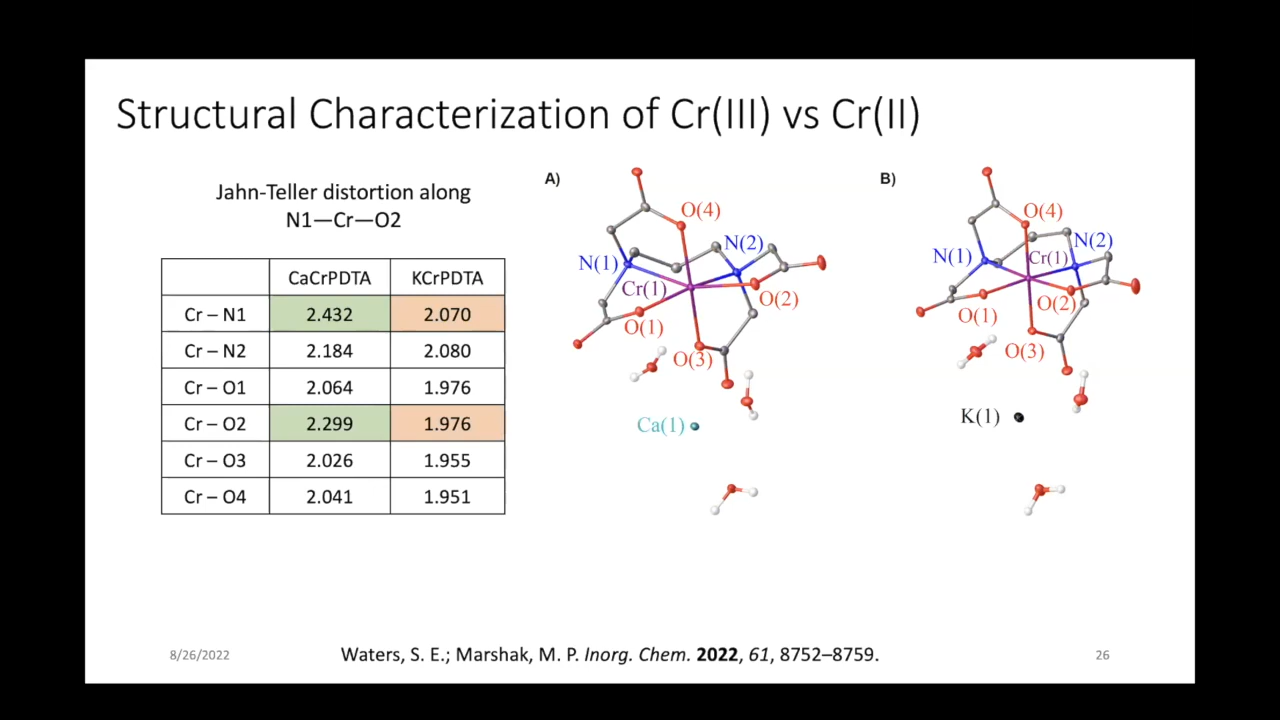 Structural Characterization of Cr(III) vs Cr(II)
Jahn-Teller distortion along
N1—Cr—O2
CaCrPDTA KCrPDTA
Cr – N1 2.432 2.070
Cr – N2 2.184 2.080
Cr – O1 2.064 1.976
Cr – O2 2.299 1.976
Cr – O3 2.026 1.955
Cr – O4 2.041 1.951
A)
O(4)
N(2)
N(1)
Cr(1)
O(2)
O(1)
O(3)
Ca(1)
B)
O(4)
N(2)
N(1)
Cr(1)
O(2)
O(1)
O(3)
K(1)
8/26/2022
Waters, S. E.; Marshak, M. P. Inorg. Chem. 2022, 61, 8752–8759.
26